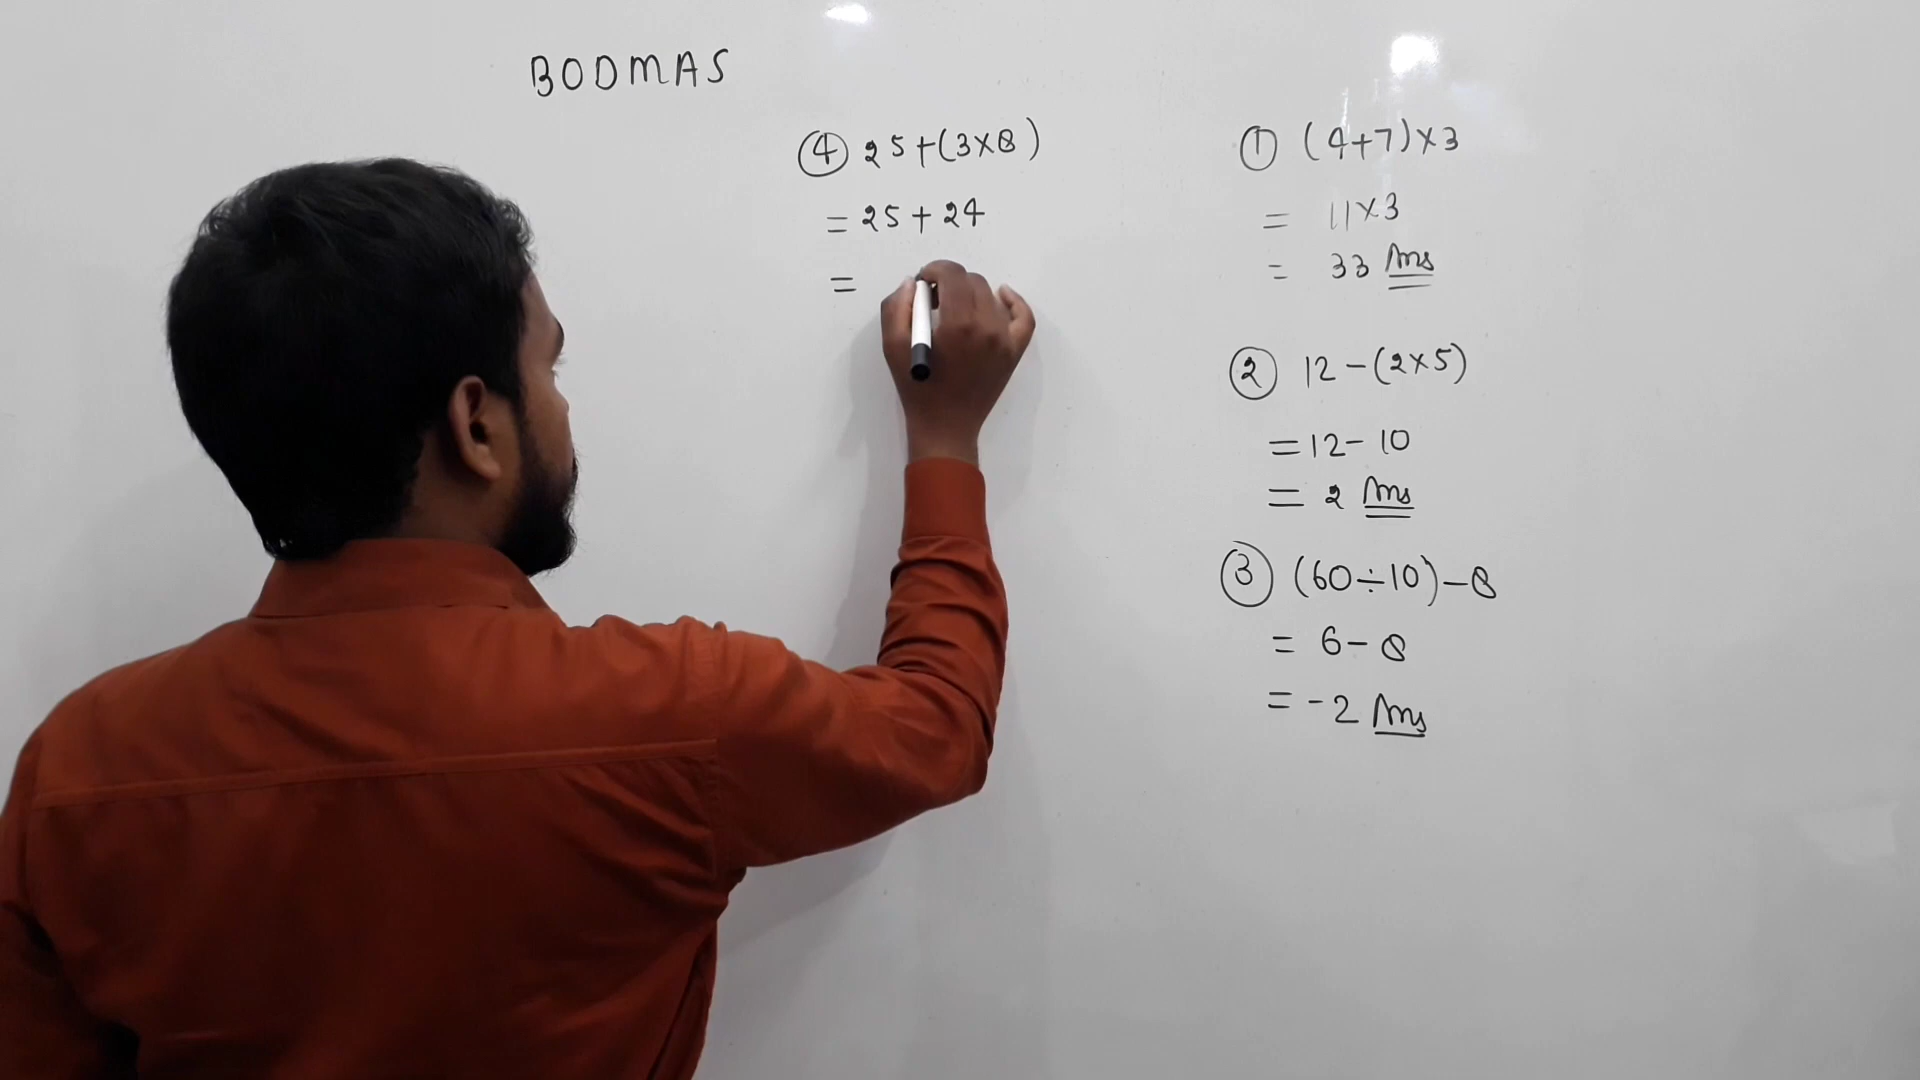 BODMAS
④ 25+(3×8)
= 25+24
=
① (4+7)×3
= 11×3
= 33 Ans
② 12-(2×5)
= 12-10
= 2 Ans
③ (60÷10)-8
= 6-8
= -2 Ans